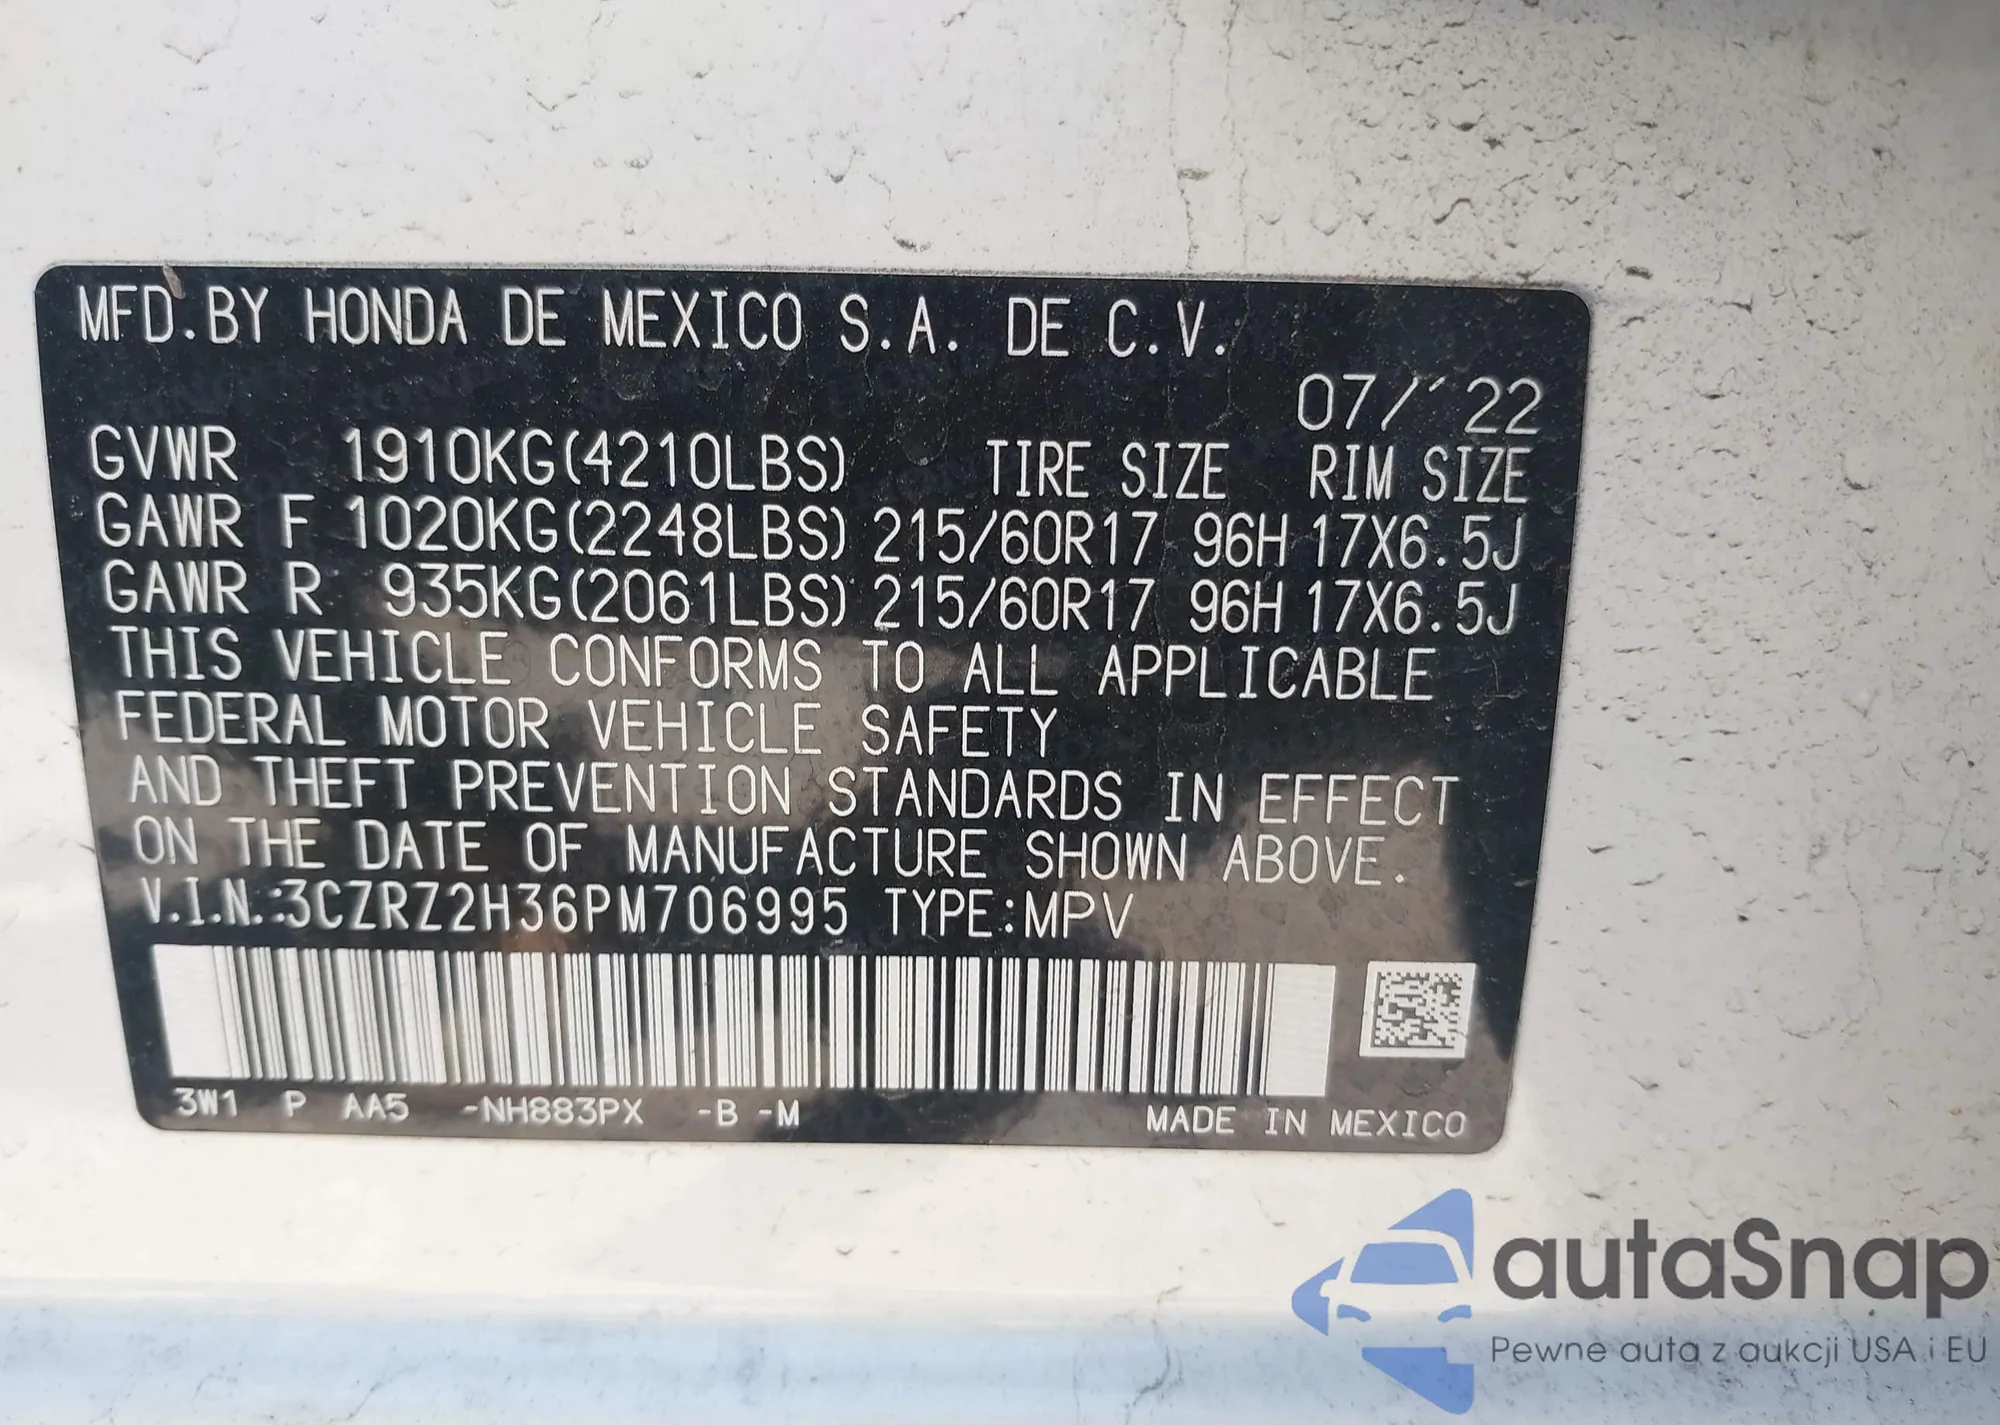 MFD.BY HONDA DE MEXICO S.A. DE C.V.
07/´22
GVWR 1910KG(4210LBS) TIRE SIZE RIM SIZE
GAWR F 1020KG(2248LBS) 215/60R17 96H 17X6.5J
GAWR R 935KG(2061LBS) 215/60R17 96H 17X6.5J
THIS VEHICLE CONFORMS TO ALL APPLICABLE
FEDERAL MOTOR VEHICLE SAFETY
AND THEFT PREVENTION STANDARDS IN EFFECT
ON THE DATE OF MANUFACTURE SHOWN ABOVE.
V.I.N.:3CZRZ2H36PM706995 TYPE:MPV
3W1 P AA5 -NH883PX -B -M MADE IN MEXICO
autaSnap
Pewne auta z aukcji USA i EU